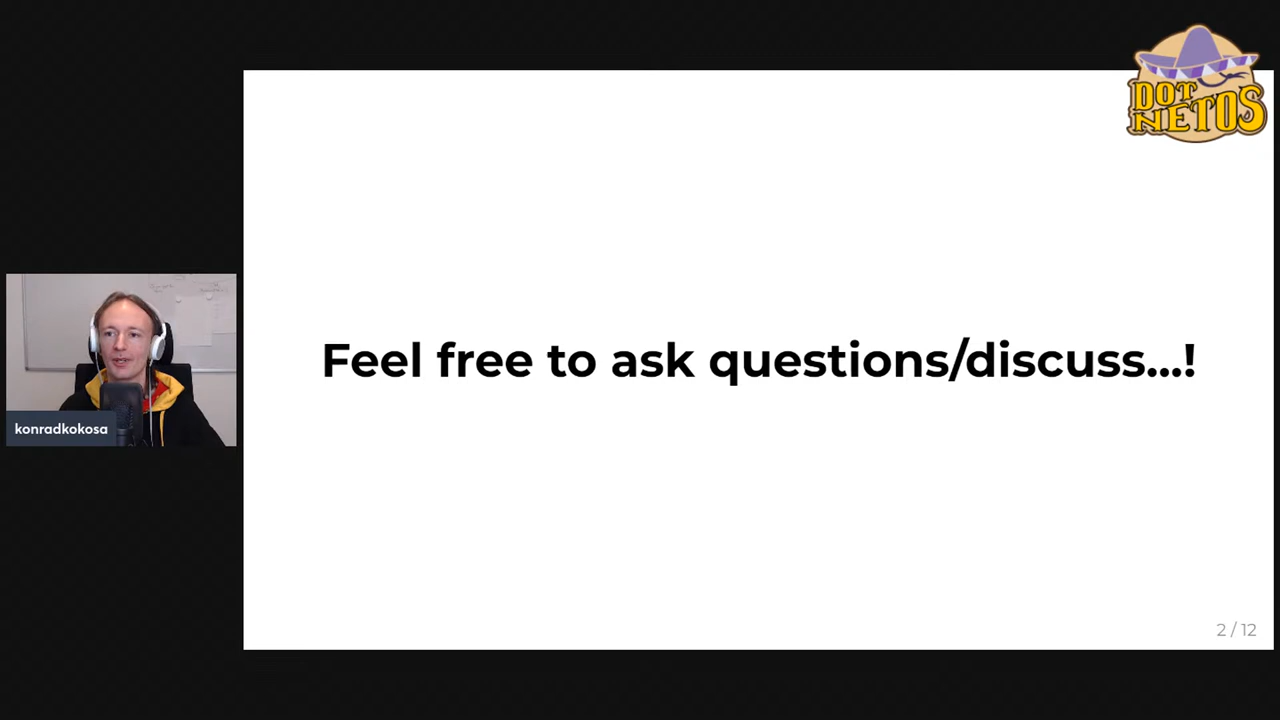 DOT
NETOS
Feel free to ask questions/discuss...!
konradkokosa
2 / 12